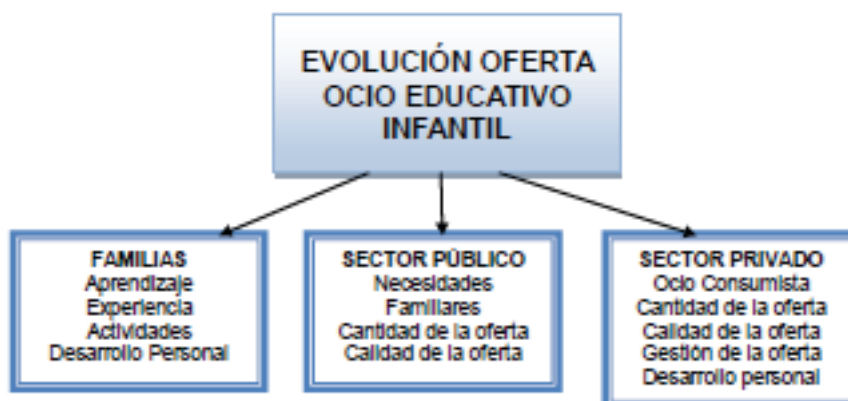 EVOLUCIÓN OFERTA
OCIO EDUCATIVO
INFANTIL
FAMILIAS
Aprendizaje
Experiencia
Actividades
Desarrollo Personal
SECTOR PÚBLICO
Necesidades
Familiares
Cantidad de la oferta
Calidad de la oferta
SECTOR PRIVADO
Ocio Consumista
Cantidad de la oferta
Calidad de la oferta
Gestión de la oferta
Desarrollo personal